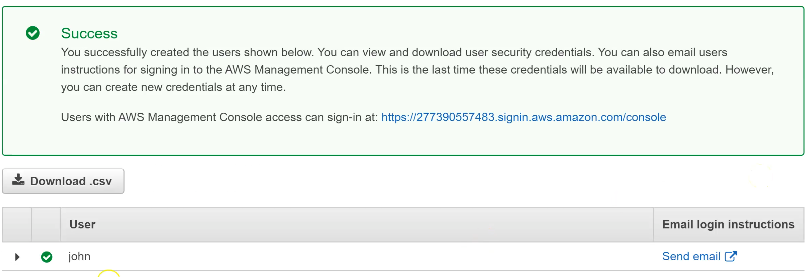 Success
You successfully created the users shown below. You can view and download user security credentials. You can also email users
instructions for signing in to the AWS Management Console. This is the last time these credentials will be available to download. However,
you can create new credentials at any time.
Users with AWS Management Console access can sign-in at: https://277390557483.signin.aws.amazon.com/console
Download .csv
User Email login instructions
john Send email